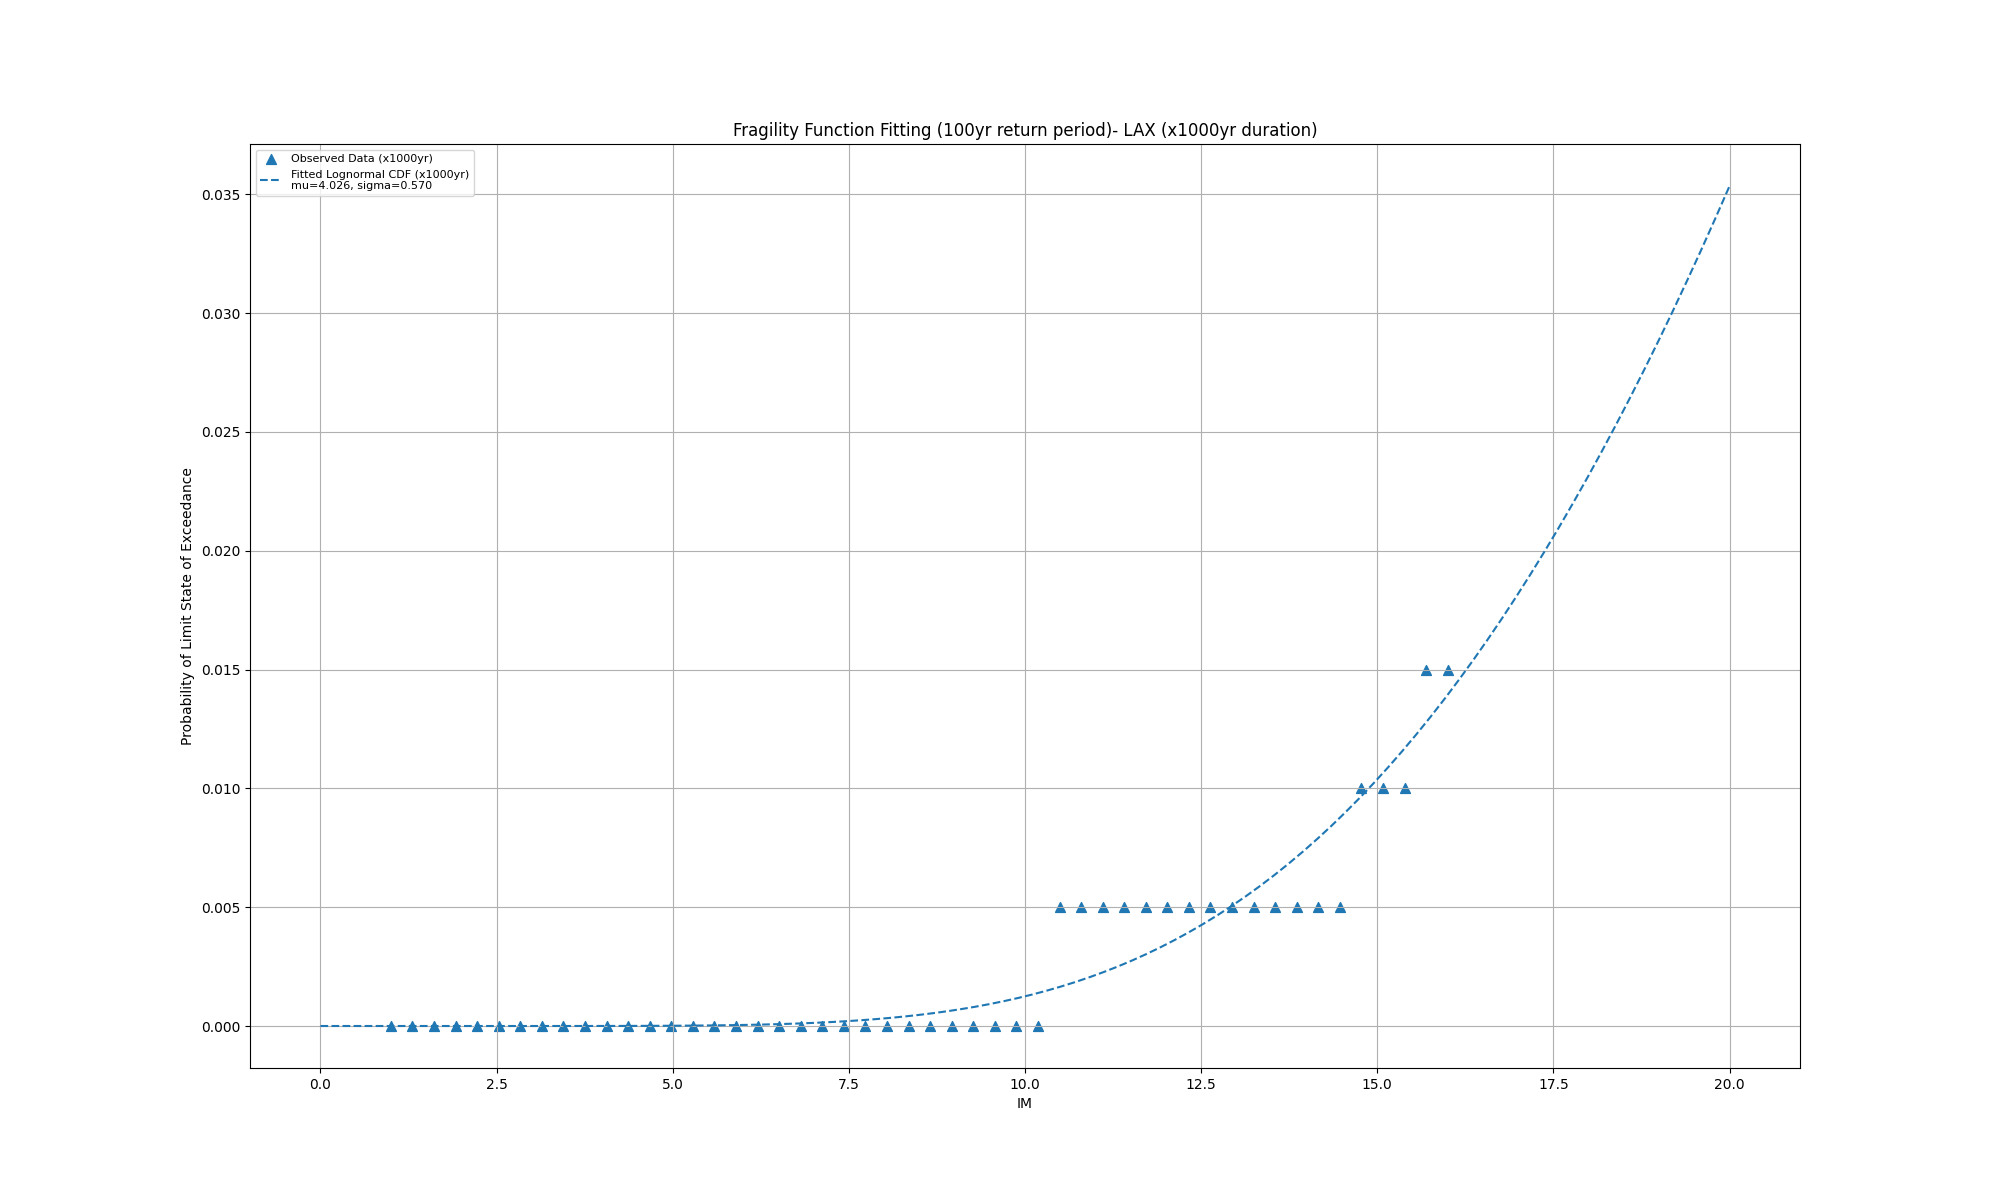 Fragility Function Fitting (100yr return period)- LAX (x1000yr duration)
Observed Data (x1000yr)
Fitted Lognormal CDF (x1000yr)
mu=4.026, sigma=0.570
0.035
0.030
0.025
0.020
0.015
0.010
0.005
0.000
Probability of Limit State of Exceedance
0.0 2.5 5.0 7.5 10.0 12.5 15.0 17.5 20.0
IM